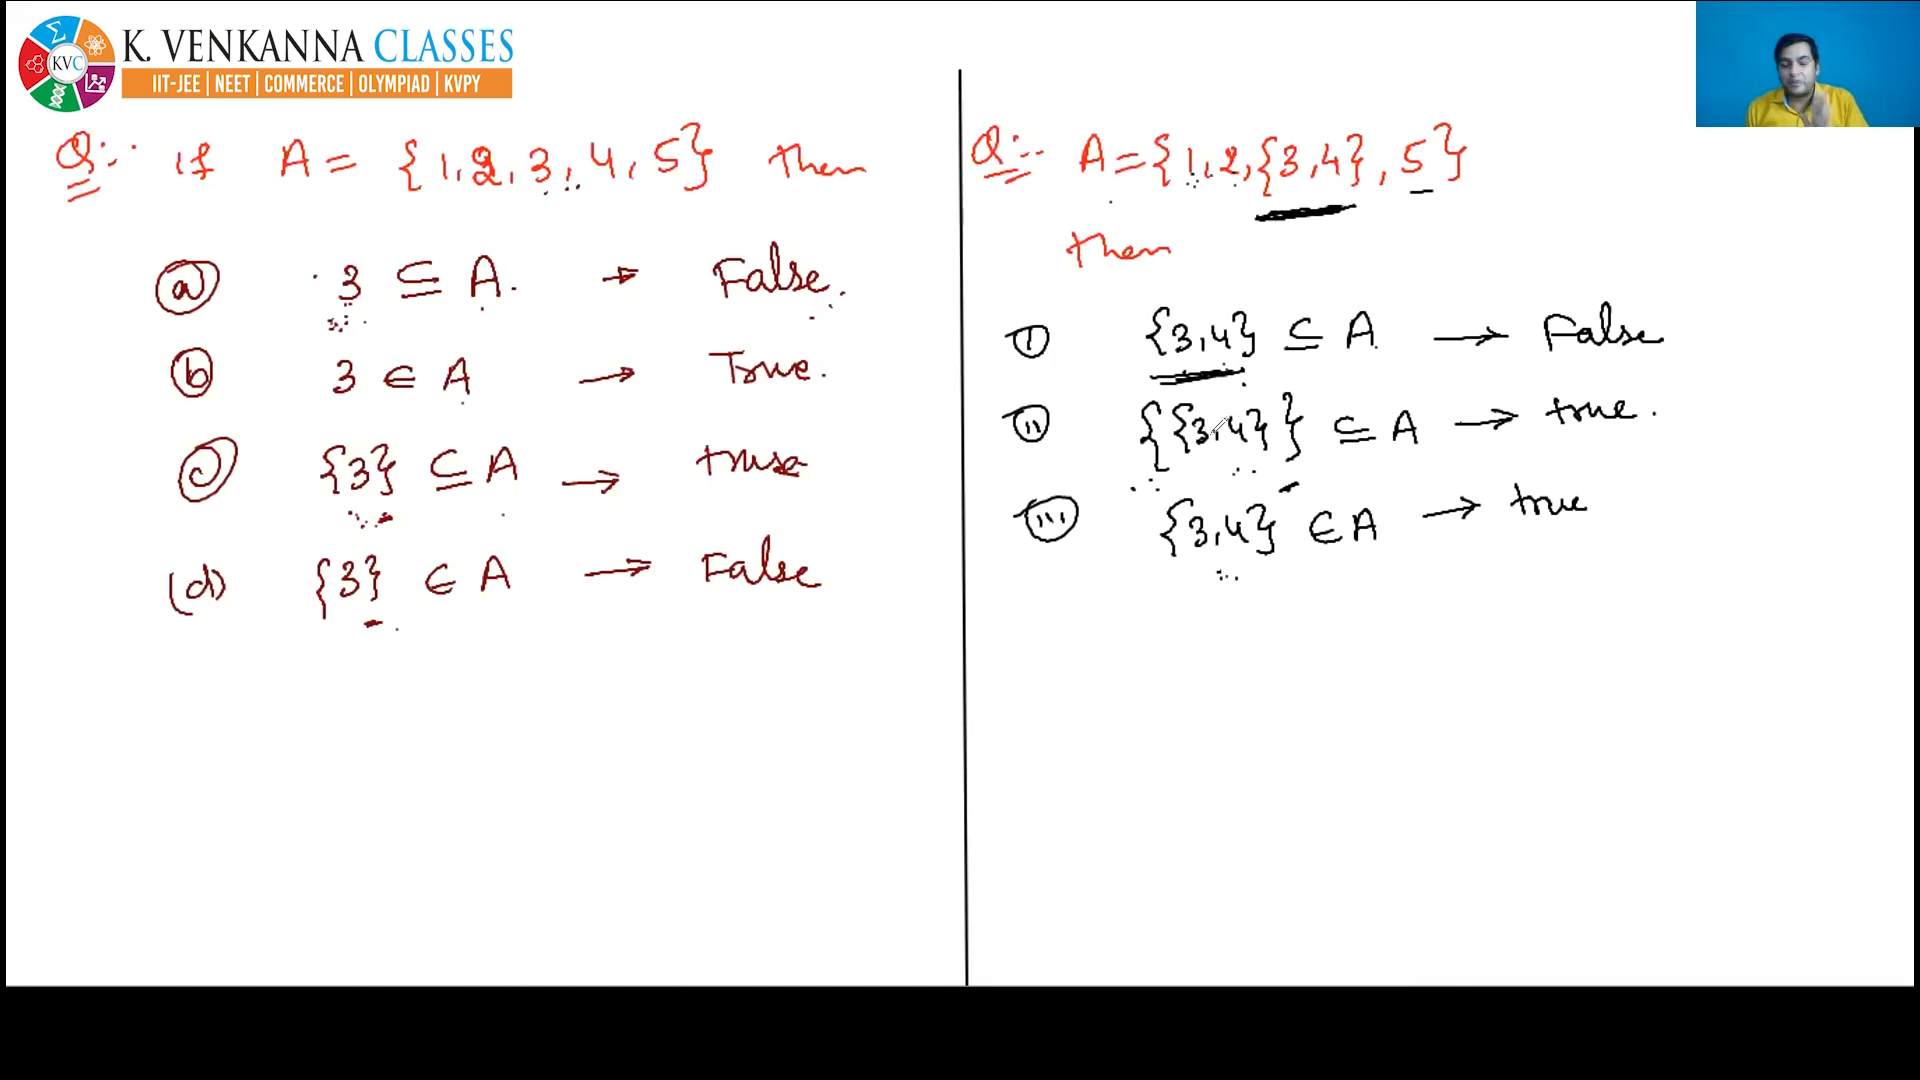 KVC
K. VENKANNA CLASSES
IIT-JEE | NEET | COMMERCE | OLYMPIAD | KVPY
Q:- if A = {1, 2, 3, 4, 5} then
(a) 3 ⊆ A. → False.
(b) 3 ∈ A → True.
(c) {3} ⊆ A → true
(d) {3} ∈ A → False
Q:- A = {1, 2, {3, 4}, 5}
then
(i) {3, 4} ⊆ A → False
(ii) {{3, 4}} ⊆ A → true.
(iii) {3, 4} ∈ A → true